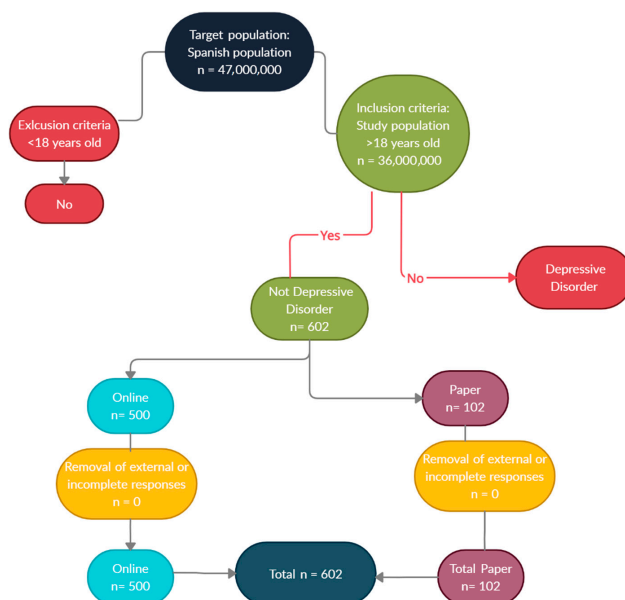 Target population:
Spanish population
n = 47,000,000
Exlcusion criteria
<18 years old
No
Inclusion criteria:
Study population
>18 years old
n = 36,000,000
Yes
No
Depressive
Disorder
Not Depressive
Disorder
n= 602
Online
n= 500
Paper
n= 102
Removal of external or
incomplete responses
n = 0
Removal of external or
incomplete responses
n = 0
Online
n= 500
Total n = 602
Total Paper
n= 102